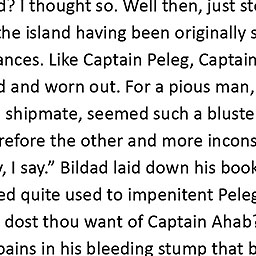 d? I thought so. Well then, just st
the island having been originally s
ances. Like Captain Peleg, Captain
d and worn out. For a pious man,
shipmate, seemed such a bluste
refore the other and more incons
, I say.” Bildad laid down his book
ed quite used to impenitent Peleg
dost thou want of Captain Ahab?
pains in his bleeding stump that b